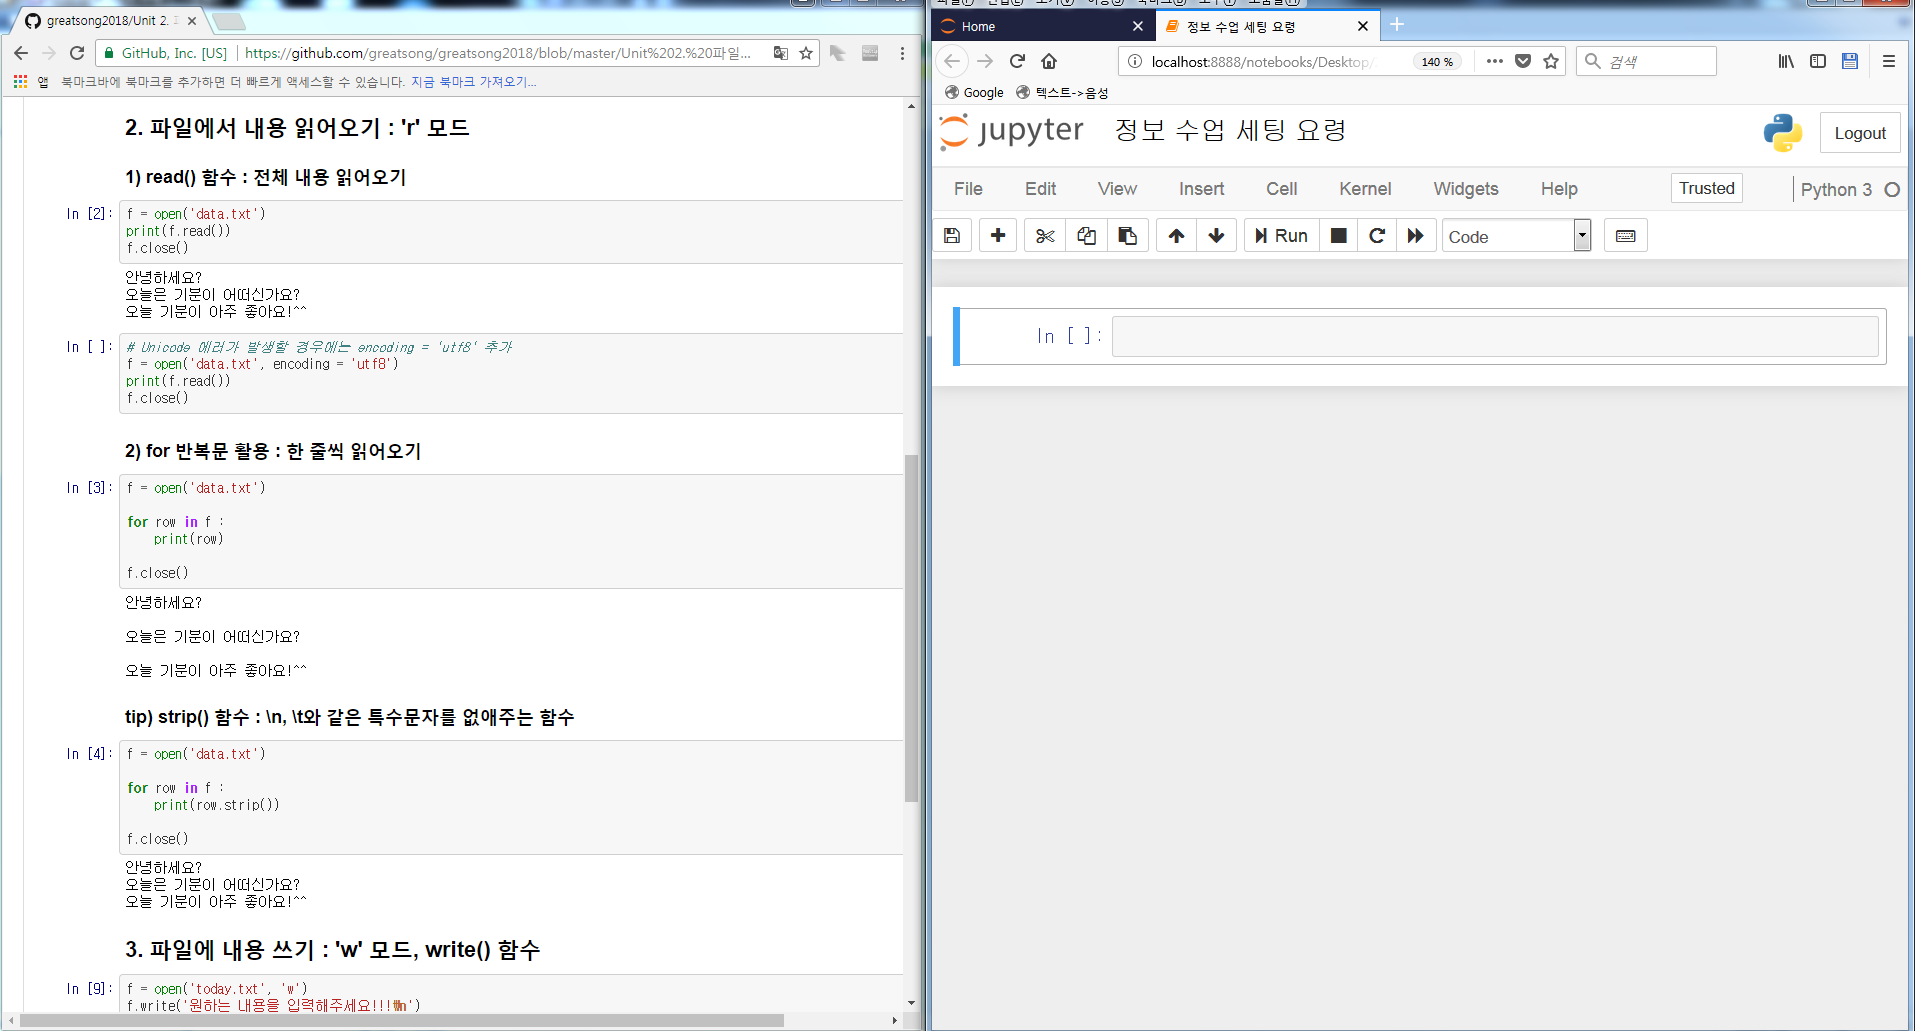 greatsong2018/Unit 2.
GitHub, Inc. [US]
https://github.com/greatsong/greatsong2018/blob/master/Unit%202.%20파일...
앱
북마크바에 북마크를 추가하면 더 빠르게 액세스할 수 있습니다. 지금 북마크 가져오기...
2. 파일에서 내용 읽어오기 : 'r' 모드
1) read() 함수 : 전체 내용 읽어오기
In [2]:
f = open('data.txt')
print(f.read())
f.close()
안녕하세요?
오늘은 기분이 어떠신가요?
오늘 기분이 아주 좋아요!^^
In [ ]:
# Unicode 에러가 발생할 경우에는 encoding = 'utf8' 추가
f = open('data.txt', encoding = 'utf8')
print(f.read())
f.close()
2) for 반복문 활용 : 한 줄씩 읽어오기
In [3]:
f = open('data.txt')
for row in f :
print(row)
f.close()
안녕하세요?
오늘은 기분이 어떠신가요?
오늘 기분이 아주 좋아요!^^
tip) strip() 함수 : \n, \t와 같은 특수문자를 없애주는 함수
In [4]:
f = open('data.txt')
for row in f :
print(row.strip())
f.close()
안녕하세요?
오늘은 기분이 어떠신가요?
오늘 기분이 아주 좋아요!^^
3. 파일에 내용 쓰기 : 'w' 모드, write() 함수
In [9]:
f = open('today.txt', 'w')
f.write('원하는 내용을 입력해주세요!!!\n')
Home
정보 수업 세팅 요령
localhost:8888/notebooks/Desktop/
140 %
검색
Google
텍스트->음성
jupyter
정보 수업 세팅 요령
Logout
File
Edit
View
Insert
Cell
Kernel
Widgets
Help
Trusted
Python 3
Run
Code
In [ ]: